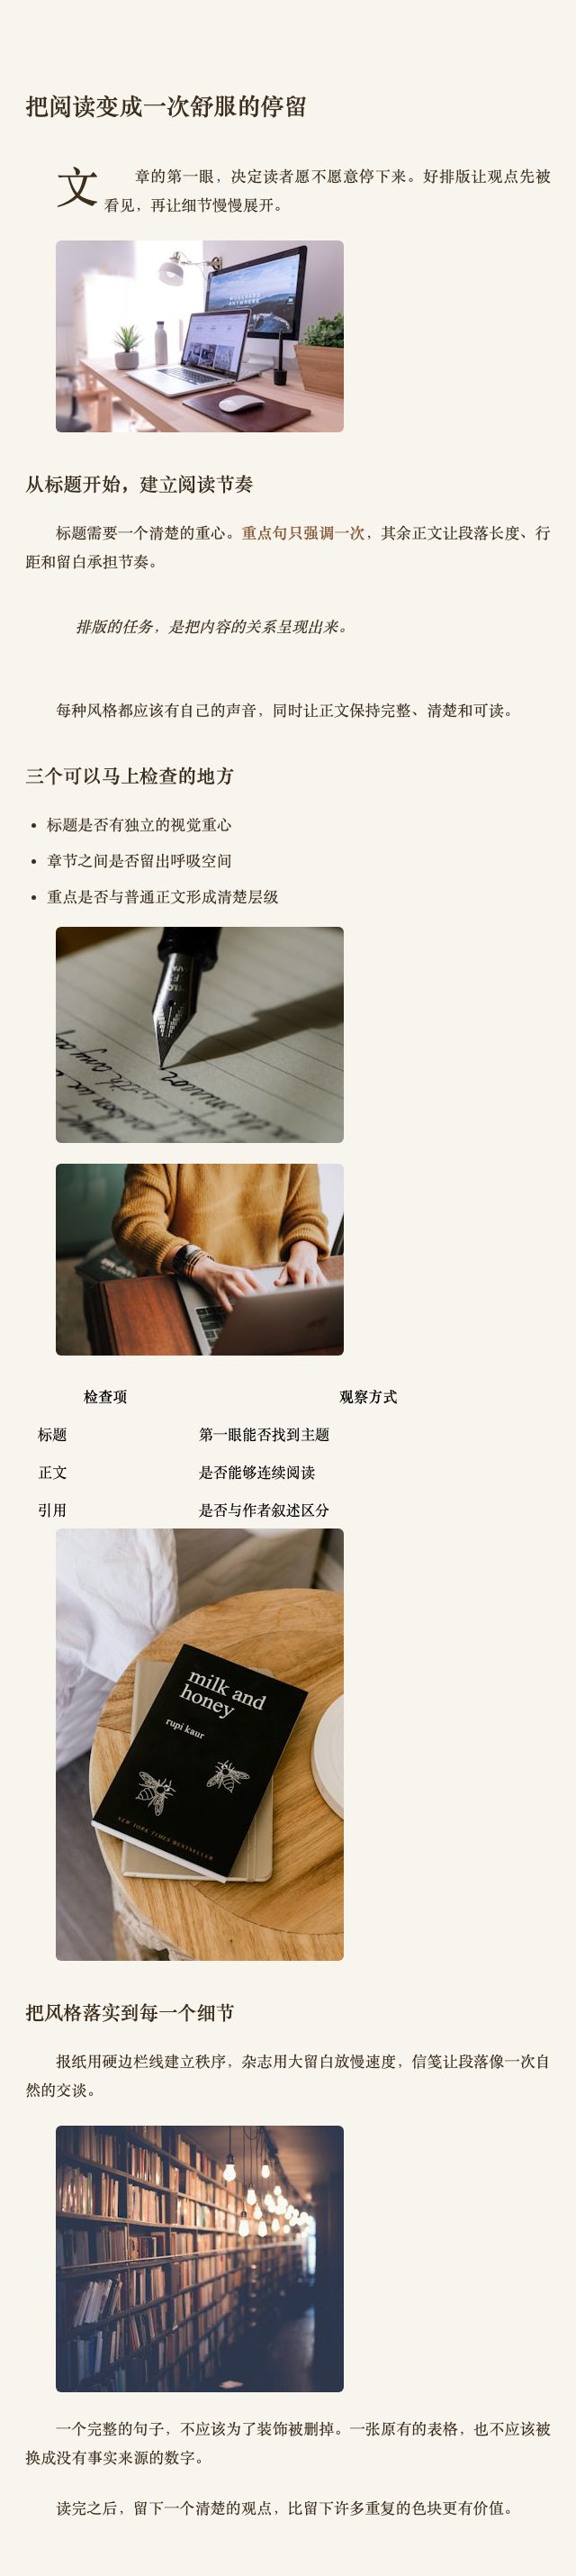 把阅读变成一次舒服的停留
文章的第一眼，决定读者愿不愿意停下来。好排版让观点先被
看见，再让细节慢慢展开。
从标题开始，建立阅读节奏
标题需要一个清楚的重心。重点句只强调一次，其余正文让段落长度、行
距和留白承担节奏。
排版的任务，是把内容的关系呈现出来。
每种风格都应该有自己的声音，同时让正文保持完整、清楚和可读。
三个可以马上检查的地方
• 标题是否有独立的视觉重心
• 章节之间是否留出呼吸空间
• 重点是否与普通正文形成清楚层级
检查项 观察方式
标题 第一眼能否找到主题
正文 是否能够连续阅读
引用 是否与作者叙述区分
milk and
honey
rupi kaur
NEW YORK TIMES BESTSELLER
把风格落实到每一个细节
报纸用硬边栏线建立秩序，杂志用大留白放慢速度，信笺让段落像一次自
然的交谈。
一个完整的句子，不应该为了装饰被删掉。一张原有的表格，也不应该被
换成没有事实来源的数字。
读完之后，留下一个清楚的观点，比留下许多重复的色块更有价值。